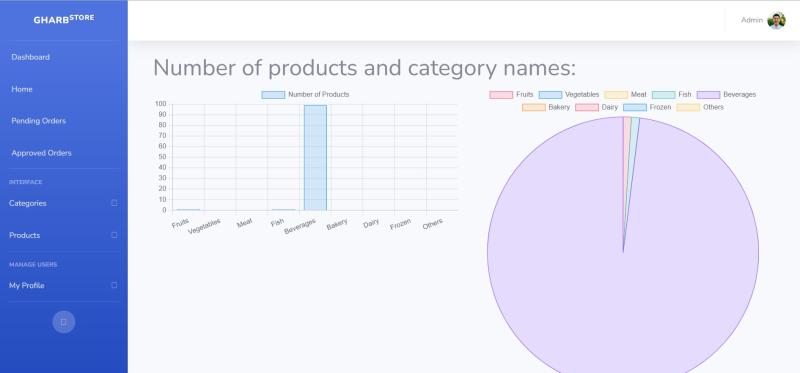 GHARBSTORE
Admin
Dashboard
Home
Pending Orders
Approved Orders
INTERFACE
Categories
Products
MANAGE USERS
My Profile
Number of products and category names:
Number of Products
100
90
80
70
60
50
40
30
20
10
0
Fruits
Vegetables
Meat
Fish
Beverages
Bakery
Dairy
Frozen
Others
Fruits Vegetables Meat Fish Beverages
Bakery Dairy Frozen Others